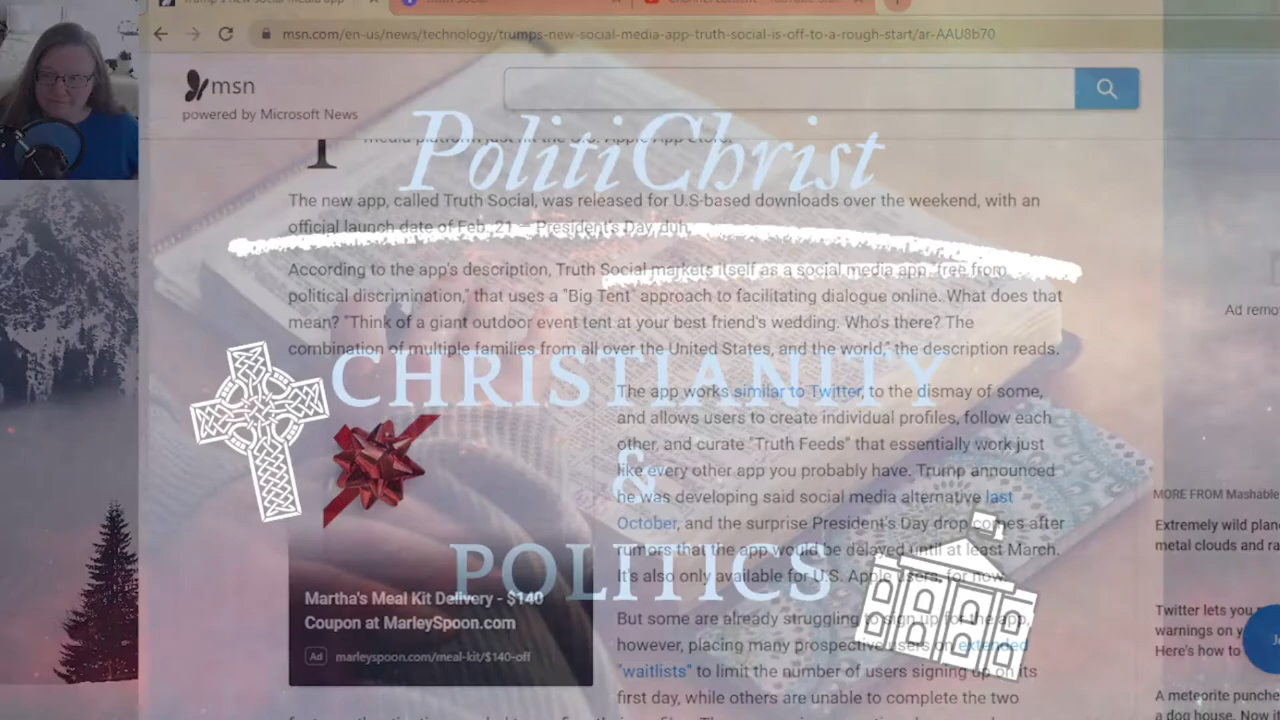 Trump's new social media app
msn.com/en-us/news/technology/trumps-new-social-media-app-truth-social-is-off-to-a-rough-start/ar-AAU8b70
msn
powered by Microsoft News
PolitiChrist
media platform just hit the U.S. Apple App Store.
The new app, called Truth Social, was released for U.S-based downloads over the weekend, with an
official launch date of Feb. 21 – President's Day, duh.
According to the app's description, Truth Social markets itself as a social media app, free from
political discrimination," that uses a "Big Tent" approach to facilitating dialogue online. What does that
mean? "Think of a giant outdoor event tent at your best friend's wedding. Who's there? The
combination of multiple families from all over the United States, and the world," the description reads.
CHRISTIANITY
&
POLITICS
The app works similar to Twitter, to the dismay of some,
and allows users to create individual profiles, follow each
other, and curate "Truth Feeds" that essentially work just
like every other app you probably have. Trump announced
he was developing said social media alternative last
October, and the surprise President's Day drop comes after
rumors that the app would be delayed until at least March.
It's also only available for U.S. Apple users, for now.
But some are already struggling to sign up for the app,
however, placing many prospective users on extended
"waitlists" to limit the number of users signing up on its
first day, while others are unable to complete the two
Martha's Meal Kit Delivery - $140
Coupon at MarleySpoon.com
Ad marleyspoon.com/meal-kit/$140-off
Ad remo
MORE FROM Mashable
Extremely wild plan
metal clouds and ra
Twitter lets you
warnings on y
Here's how to
A meteorite punche
a dog house. Now i